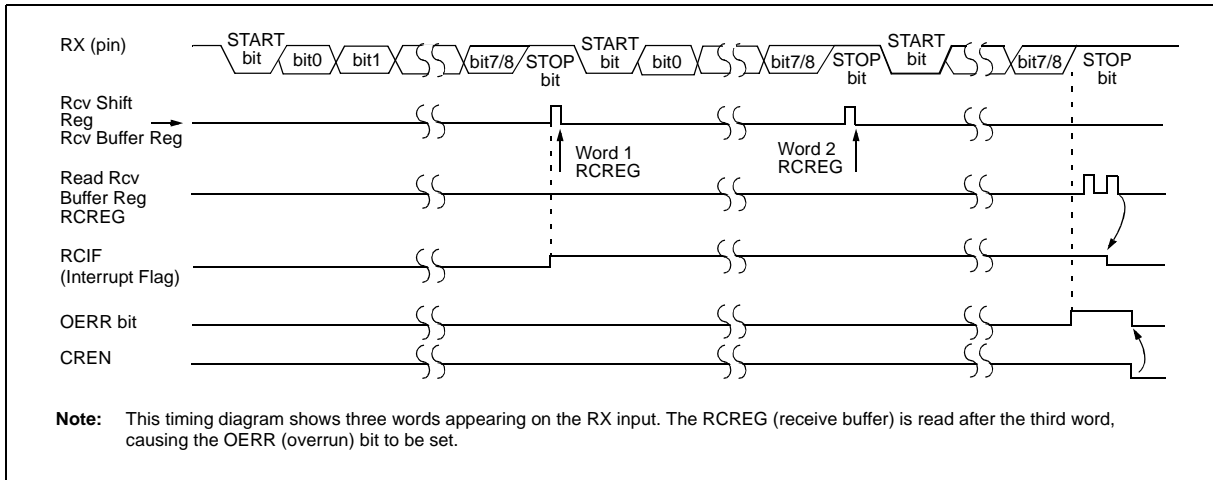 RX (pin)
START
bit
bit0
bit1
bit7/8
STOP
bit
START
bit
bit0
bit7/8
STOP
bit
START
bit
bit7/8
STOP
bit
Rcv Shift
Reg
Rcv Buffer Reg
Word 1
RCREG
Word 2
RCREG
Read Rcv
Buffer Reg
RCREG
RCIF
(Interrupt Flag)
OERR bit
CREN
Note: This timing diagram shows three words appearing on the RX input. The RCREG (receive buffer) is read after the third word,
causing the OERR (overrun) bit to be set.